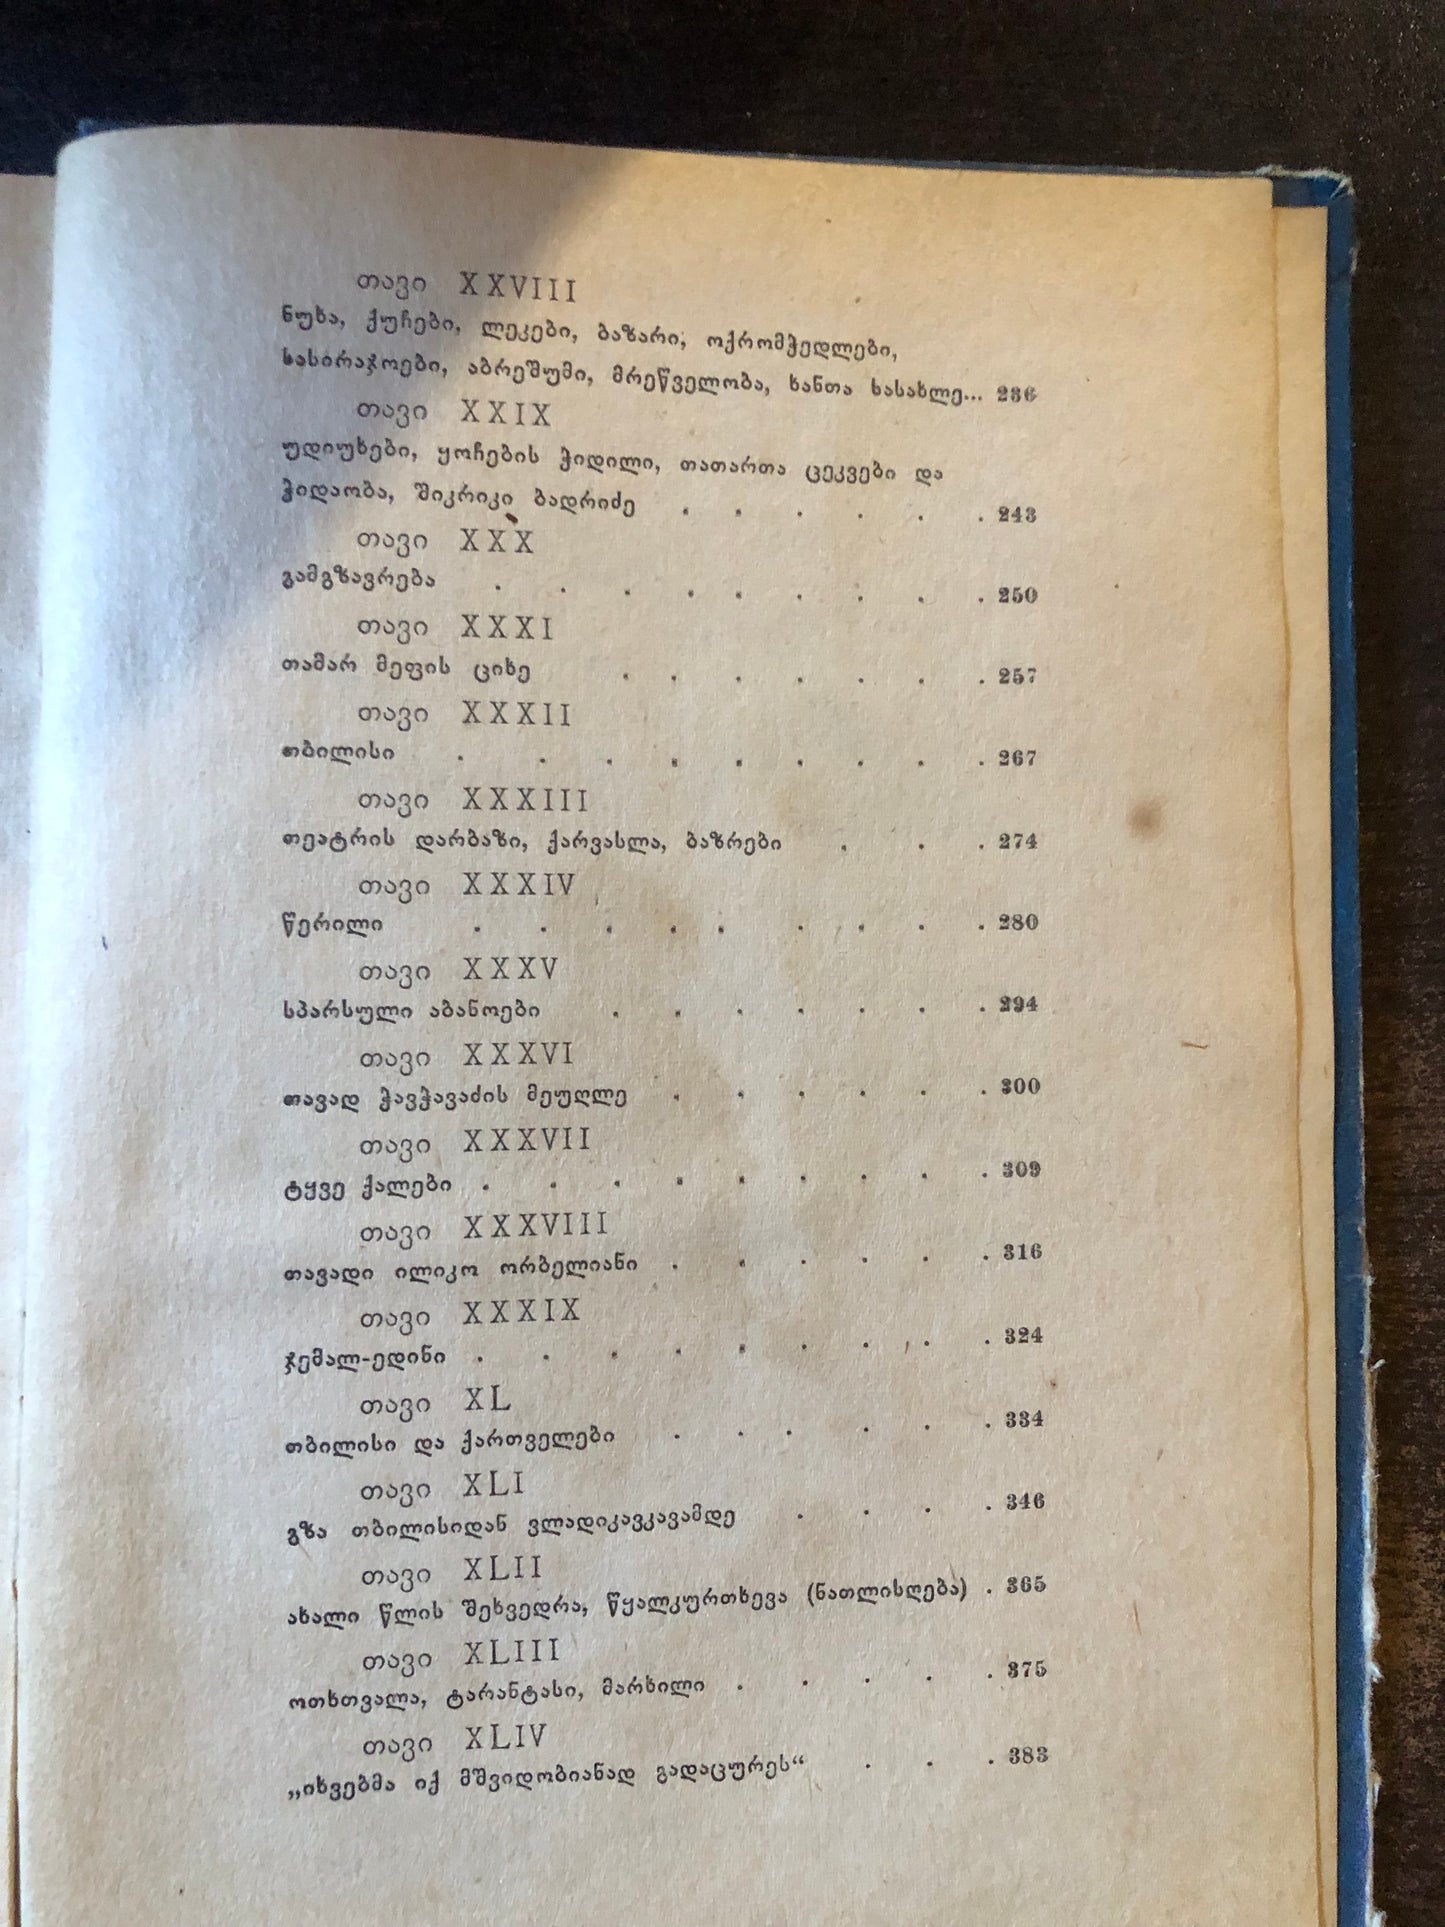 თავი XXVIII
ნუხა, ქუჩები, ლეკები, ბაზარი, ოქრომჭედლები,
სასირაჯოები, აბრეშუმი, მრეწველობა, ხანთა სასახლე... 236
თავი XXIX
უდიუხები, ყოჩების ჭიდილი, თათართა ცეკვები და
ჭიდაობა, შიკრიკი ბადრიძე . . . . . . 243
თავი XXX
გამგზავრება . . . . . . . . . 250
თავი XXXI
თამარ მეფის ციხე . . . . . . . 257
თავი XXXII
თბილისი . . . . . . . . . 267
თავი XXXIII
თეატრის დარბაზი, ქარვასლა, ბაზრები . . . 274
თავი XXXIV
წერილი . . . . . . . . . 280
თავი XXXV
სპარსული აბანოები . . . . . . . 294
თავი XXXVI
თავად ჭავჭავაძის მეუღლე . . . . . . 300
თავი XXXVII
ტყვე ქალები . . . . . . . . . 309
თავი XXXVIII
თავადი ილიკო ორბელიანი . . . . . . 316
თავი XXXIX
ჯემალ-ედინი . . . . . . . . . 324
თავი XL
თბილისი და ქართველები . . . . . . 334
თავი XLI
გზა თბილისიდან ვლადიკავკავამდე . . . . 346
თავი XLII
ახალი წლის შეხვედრა, წყალკურთხევა (ნათლისღება) . 365
თავი XLIII
ოთხთვალა, ტარანტასი, მარხილი . . . . . 375
თავი XLIV
„იხვებმა იქ მშვიდობიანად გადაცურეს“ . . . 383